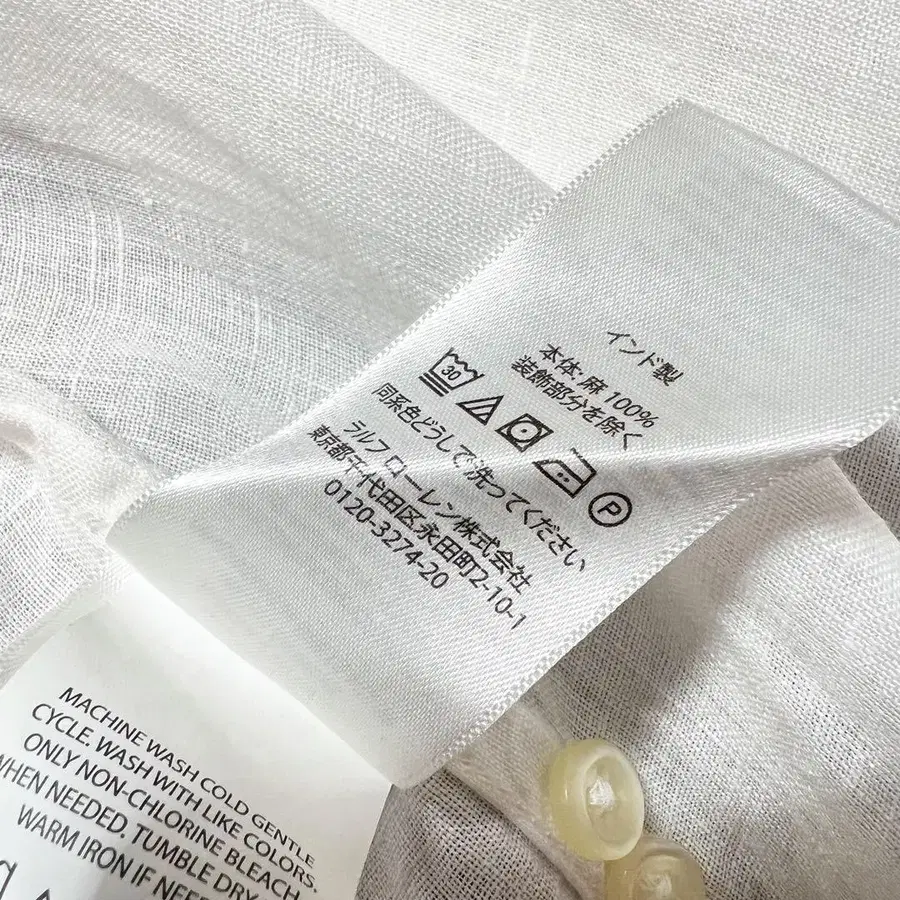 インド製
本体: 麻 100%
装飾部分を除く
30
P
同系色どうしで洗ってください
ラルフ ローレン株式会社
東京都千代田区永田町2-10-1
0120-3274-20
MACHINE WASH COLD GENTLE
CYCLE. WASH WITH LIKE COLORS.
ONLY NON-CHLORINE BLEACH
WHEN NEEDED. TUMBLE DRY
WARM IRON IF